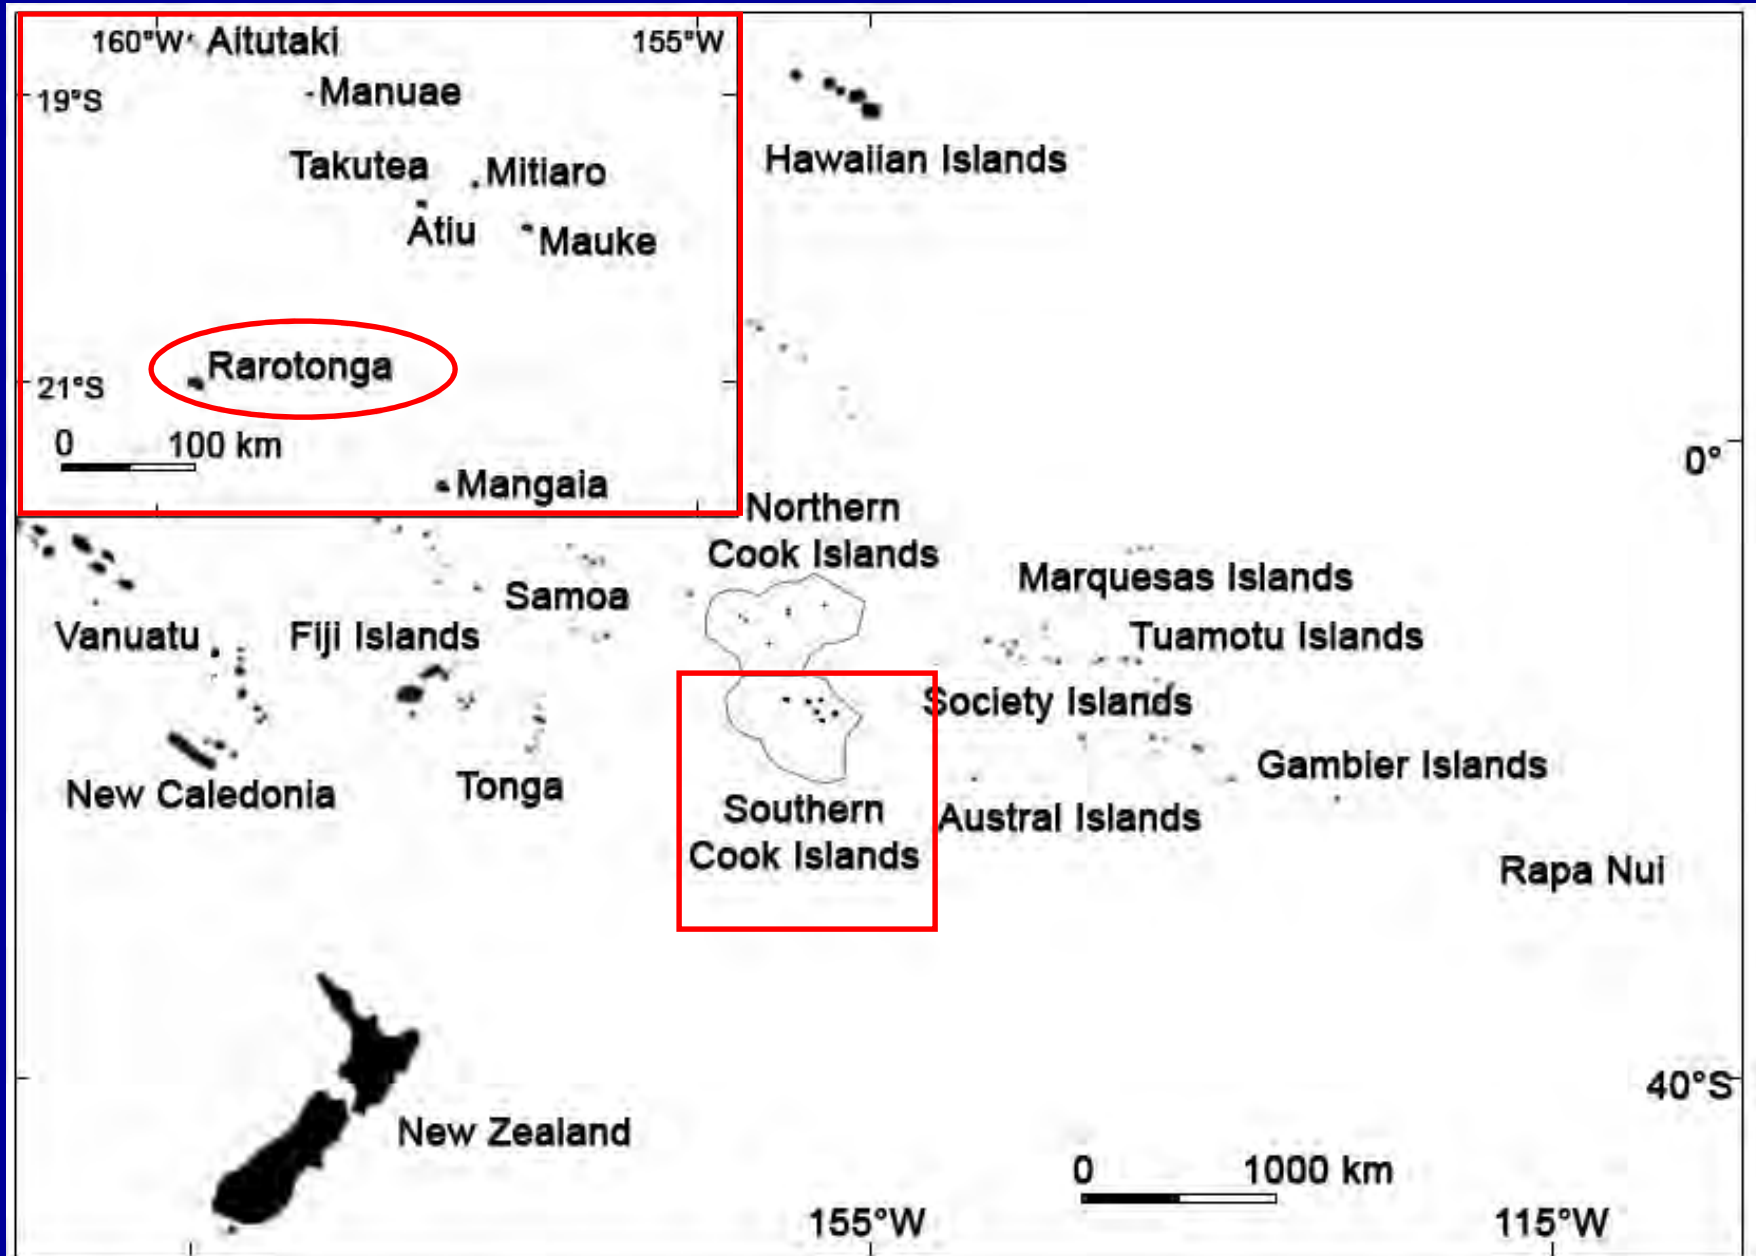 160°W
Aitutaki
155°W
19°S
Manuae
Takutea
Mitiaro
Atiu
Mauke
Rarotonga
21°S
0 100 km
Mangaia
Hawaiian Islands
0°
Northern
Cook Islands
Marquesas Islands
Samoa
Vanuatu
Fiji Islands
Tuamotu Islands
Society Islands
New Caledonia
Tonga
Gambier Islands
Southern
Cook Islands
Austral Islands
Rapa Nui
40°S
New Zealand
0 1000 km
155°W
115°W